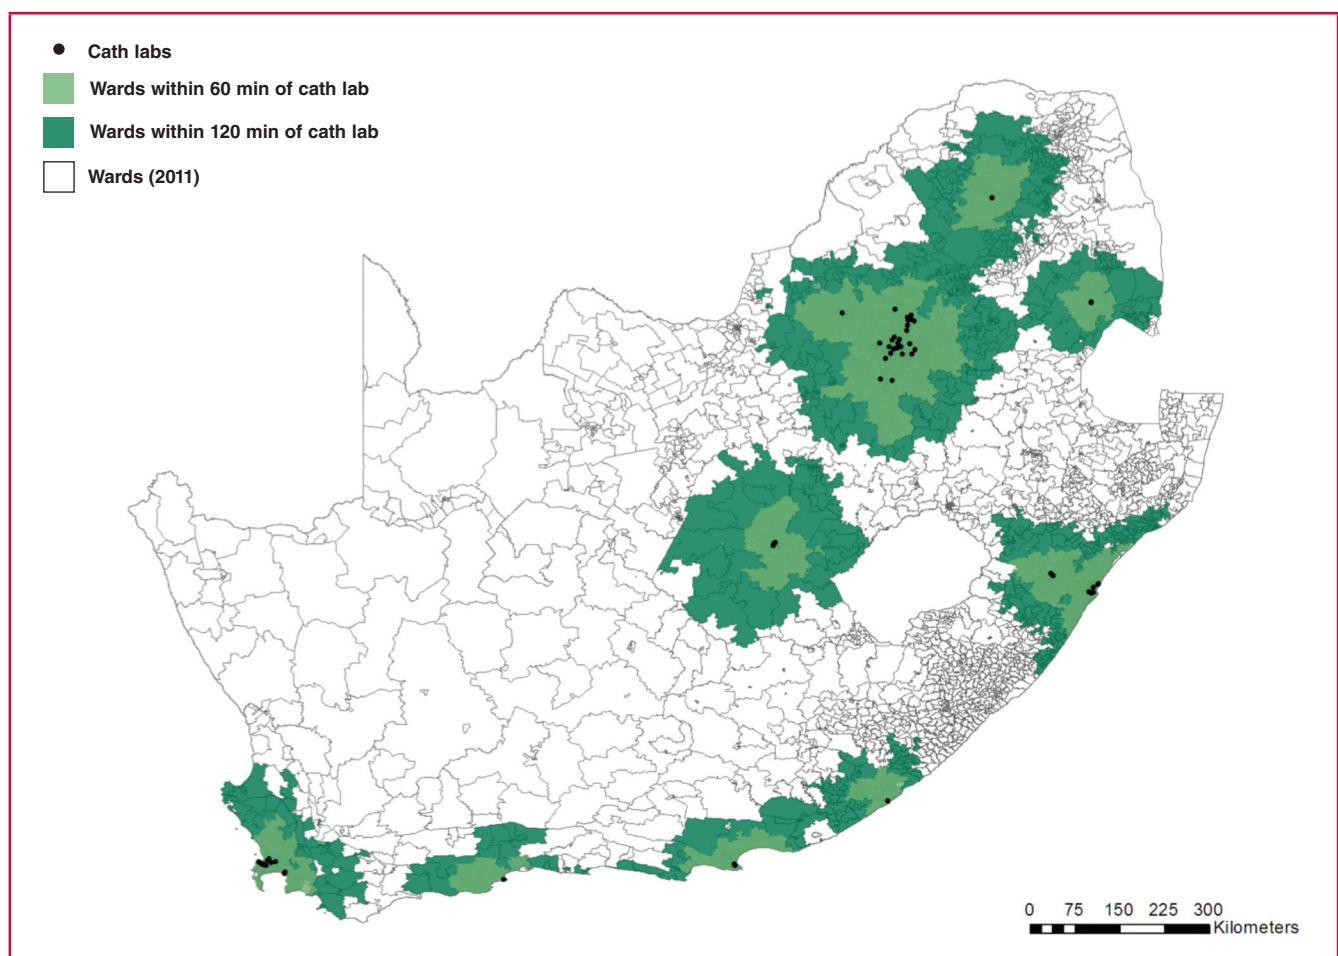 Cath labs
Wards within 60 min of cath lab
Wards within 120 min of cath lab
Wards (2011)
0 75 150 225 300
Kilometers